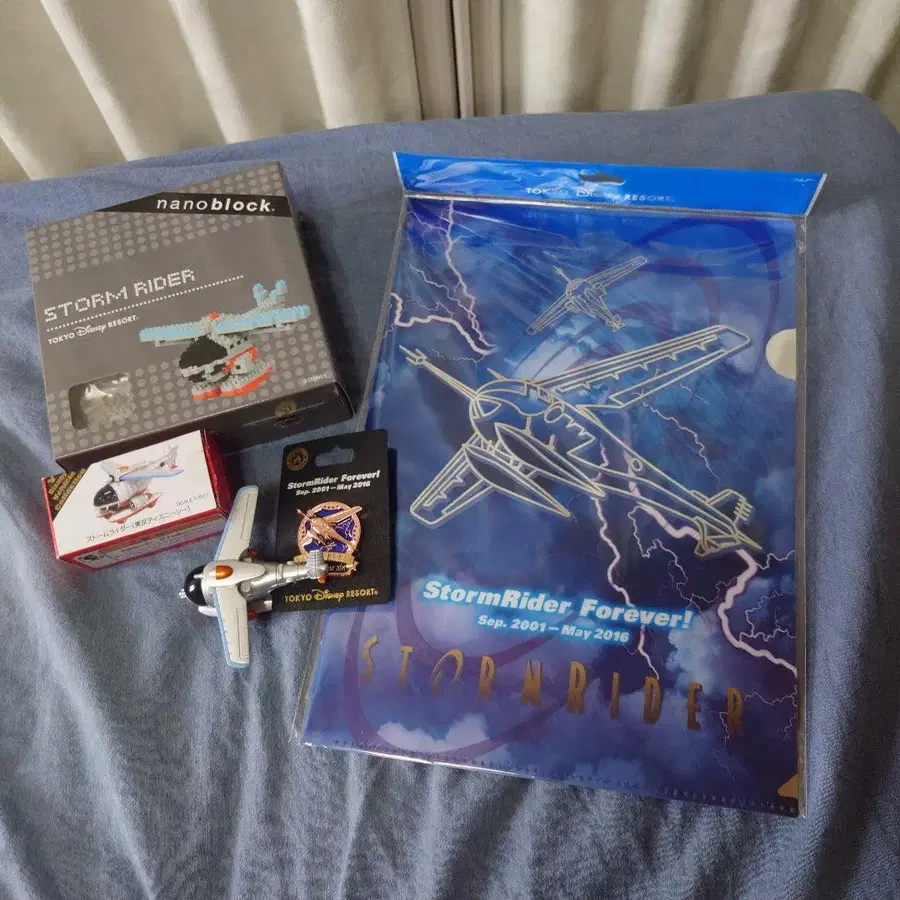 nanoblock
STORM RIDER
TOKYO Disney RESORT
ストームライダー(東京ディズニーシー)
StormRider Forever!
Sep. 2001–May 2016
TOKYO Disney RESORT
TOKYO Disney RESORT
StormRider Forever!
Sep. 2001–May 2016
STORMRIDER